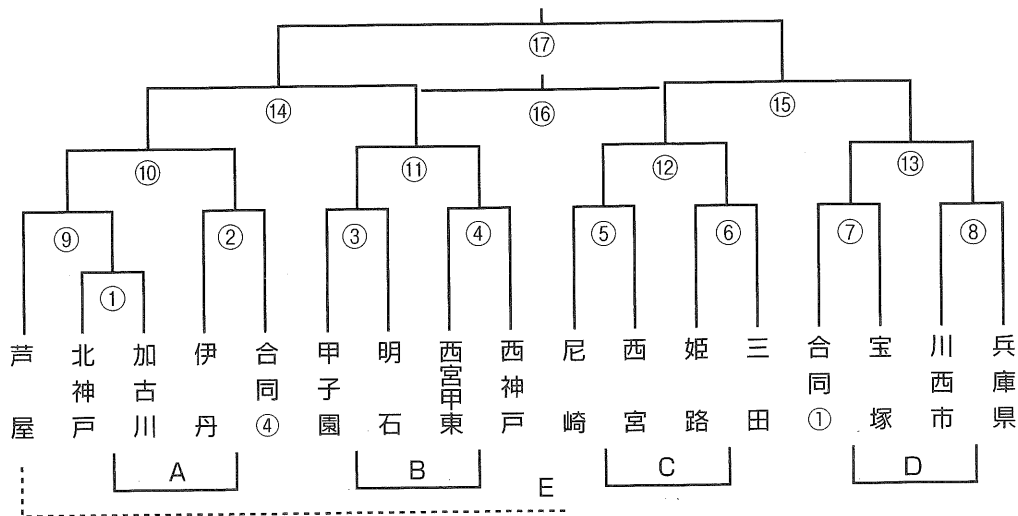 ⑰
⑭
⑯
⑮
⑩
⑪
⑫
⑬
⑨
②
③
④
⑤
⑥
⑦
⑧
①
芦屋
北神戸
加古川
伊丹
合同④
甲子園
明石
西宮甲東
西神戸
尼崎
西宮
姫路
三田
合同①
宝塚
川西市
兵庫県
A
B
C
D
E